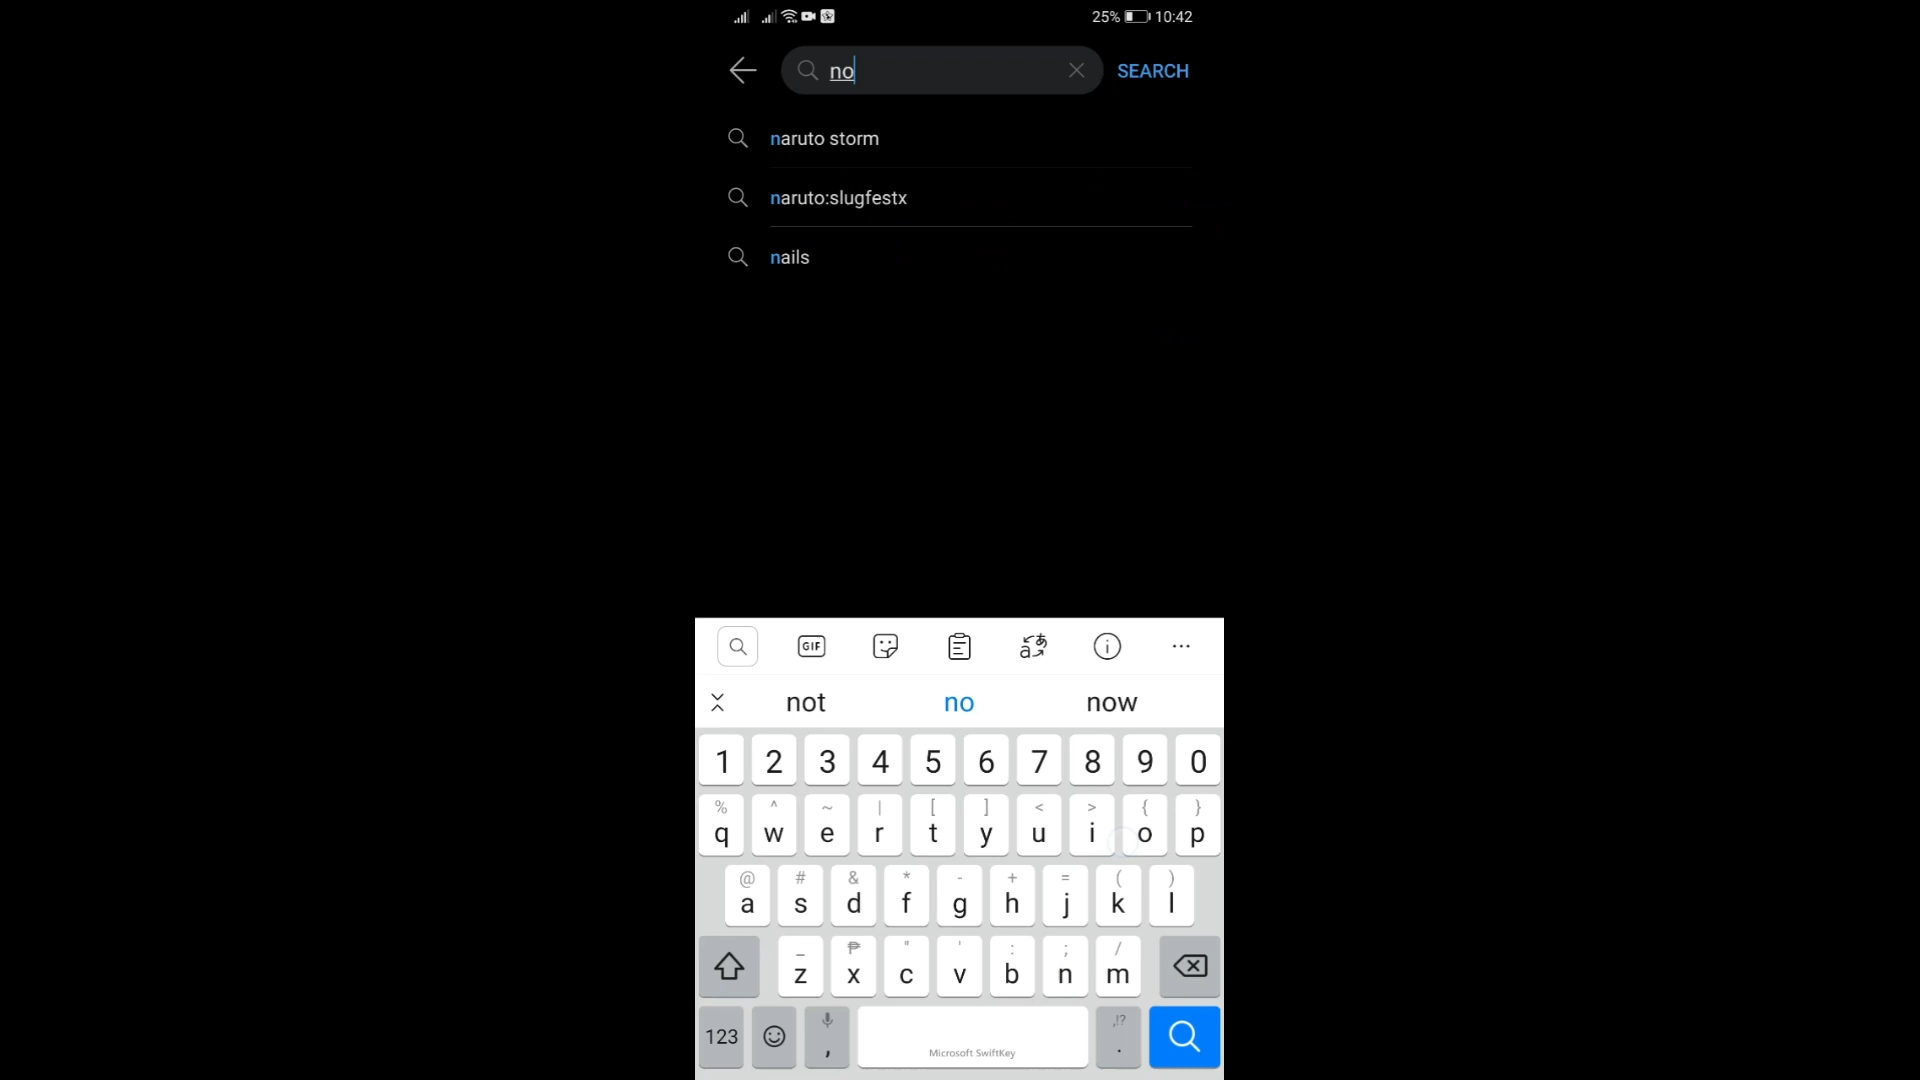 25% 10:42
no SEARCH
naruto storm
naruto:slugfestx
nails
GIF
not no now
1 2 3 4 5 6 7 8 9 0
% ^ ~ | [ ] < > { }
q w e r t y u i o p
@ # & * - + = ( )
a s d f g h j k l
_ ₱ " ' : ; /
z x c v b n m
,!?
123 , .
Microsoft SwiftKey